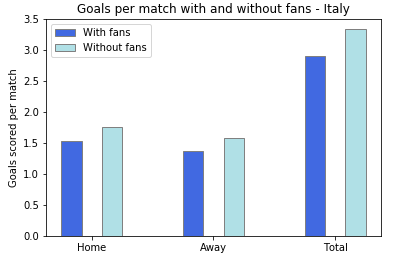 Goals per match with and without fans - Italy
With fans
Without fans
Goals scored per match
3.5
3.0
2.5
2.0
1.5
1.0
0.5
0.0
Home Away Total